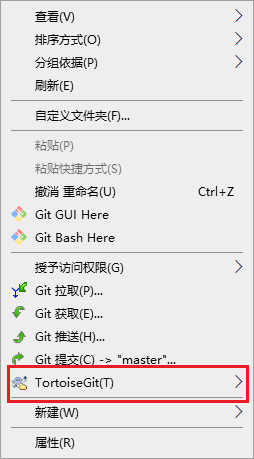 查看(V)
排序方式(O)
分组依据(P)
刷新(E)
自定义文件夹(F)...
粘贴(P)
粘贴快捷方式(S)
撤消 重命名(U) Ctrl+Z
Git GUI Here
Git Bash Here
授予访问权限(G)
Git 拉取(P)...
Git 获取(E)...
Git 推送(H)...
Git 提交(C) -> "master"...
TortoiseGit(T)
新建(W)
属性(R)